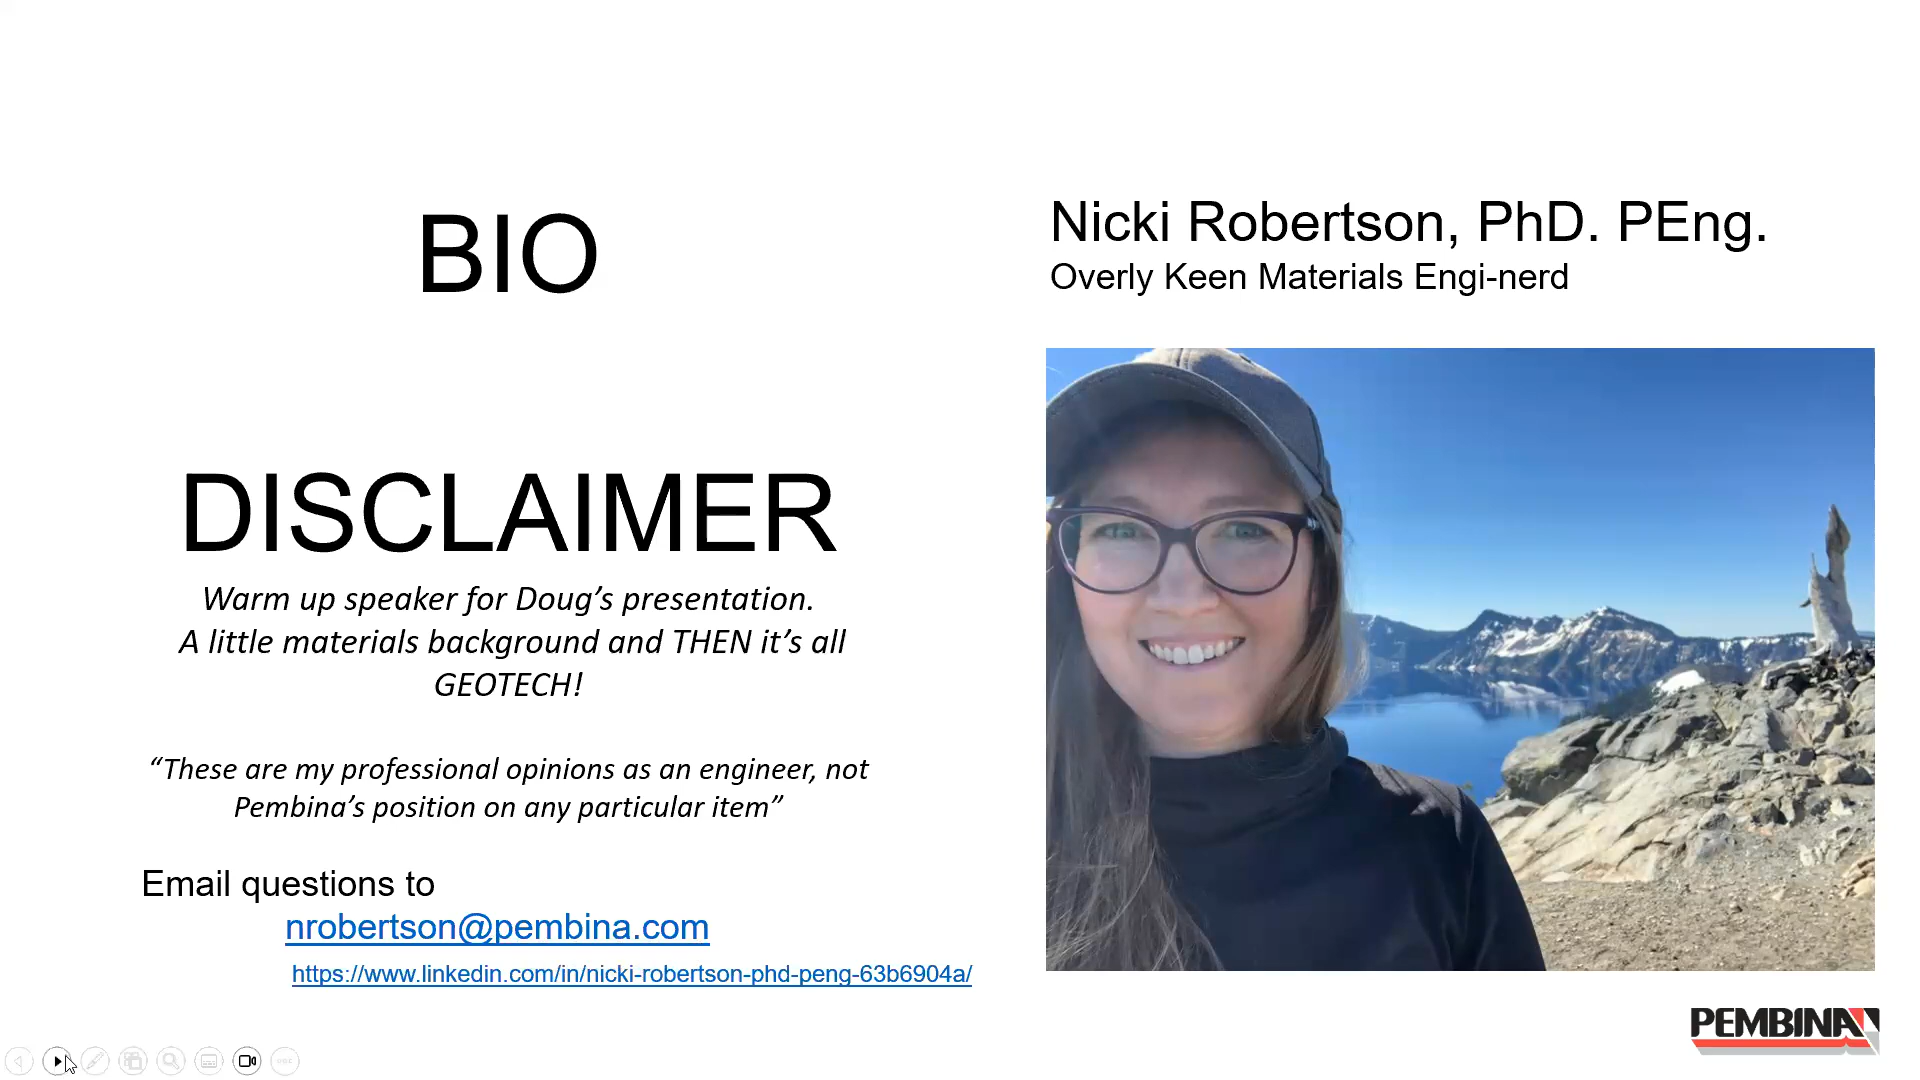 BIO
Nicki Robertson, PhD. PEng.
Overly Keen Materials Engi-nerd
DISCLAIMER
Warm up speaker for Doug’s presentation.
A little materials background and THEN it’s all
GEOTECH!
“These are my professional opinions as an engineer, not
Pembina’s position on any particular item”
Email questions to
nrobertson@pembina.com
https://www.linkedin.com/in/nicki-robertson-phd-peng-63b6904a/
PEMBINA